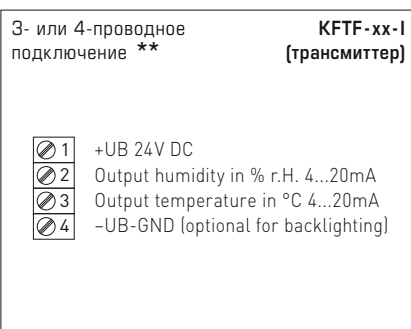 3- или 4-проводное KFTF-xx-I
подключение ** (трансмиттер)
1 +UB 24V DC
2 Output humidity in % r.H. 4...20mA
3 Output temperature in °C 4...20mA
4 –UB-GND (optional for backlighting)